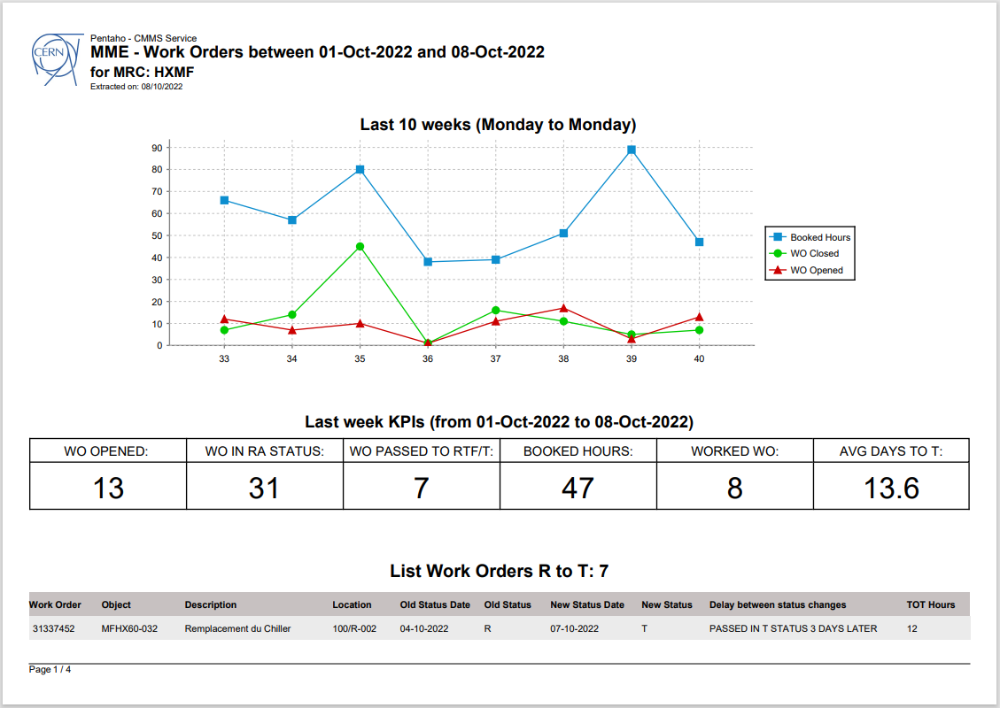 CERN
Pentaho - CMMS Service
MME - Work Orders between 01-Oct-2022 and 08-Oct-2022
for MRC: HXMF
Extracted on: 08/10/2022
Last 10 weeks (Monday to Monday)
90
80
70
60
50
40
30
20
10
0
33 34 35 36 37 38 39 40
Booked Hours
WO Closed
WO Opened
Last week KPIs (from 01-Oct-2022 to 08-Oct-2022)
WO OPENED: WO IN RA STATUS: WO PASSED TO RTF/T: BOOKED HOURS: WORKED WO: AVG DAYS TO T:
13 31 7 47 8 13.6
List Work Orders R to T: 7
Work Order Object Description Location Old Status Date Old Status New Status Date New Status Delay between status changes TOT Hours
31337452 MFHX60-032 Remplacement du Chiller 100/R-002 04-10-2022 R 07-10-2022 T PASSED IN T STATUS 3 DAYS LATER 12
Page 1 / 4